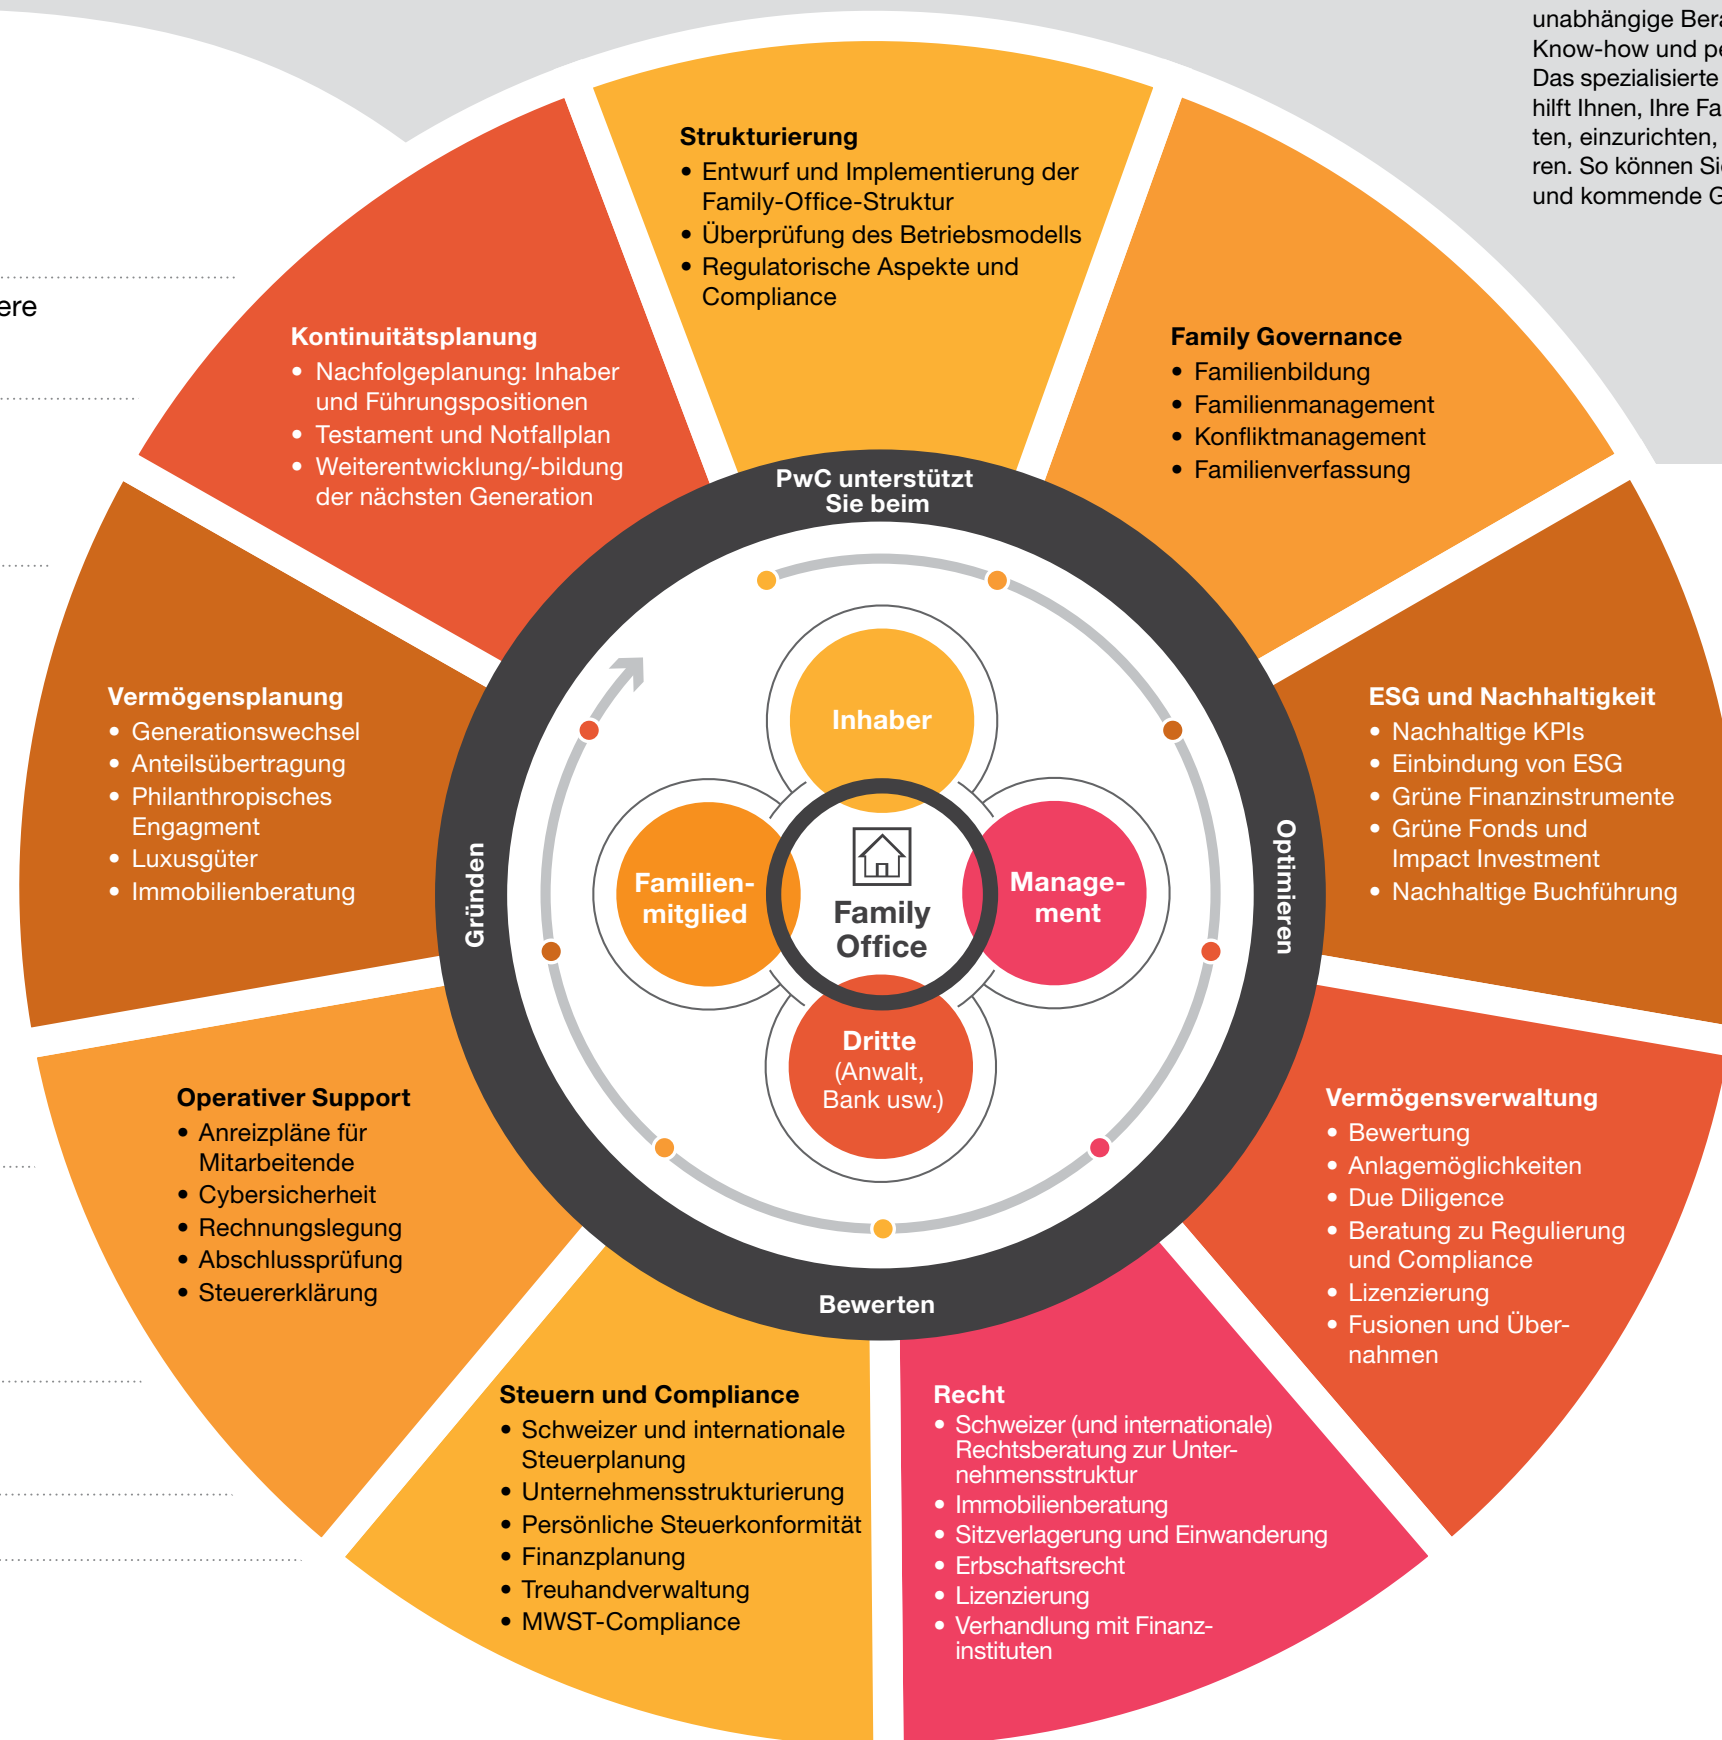 unabhängige
Know-how und
Das spezialisierte
hilft Ihnen, Ihre
ten, einzurichten,
ren. So können
und kommende
ere
Strukturierung
• Entwurf und Implementierung der
Family-Office-Struktur
• Überprüfung des Betriebsmodells
• Regulatorische Aspekte und
Compliance
Family Governance
• Familienbildung
• Familienmanagement
• Konfliktmanagement
• Familienverfassung
ESG und Nachhaltigkeit
• Nachhaltige KPIs
• Einbindung von ESG
• Grüne Finanzinstrumente
• Grüne Fonds und
Impact Investment
• Nachhaltige Buchführung
Vermögensverwaltung
• Bewertung
• Anlagemöglichkeiten
• Due Diligence
• Beratung zu Regulierung
und Compliance
• Lizenzierung
• Fusionen und Über-
nahmen
Recht
• Schweizer (und internationale)
Rechtsberatung zur Unter-
nehmensstruktur
• Immobilienberatung
• Sitzverlagerung und Einwanderung
• Erbschaftsrecht
• Lizenzierung
• Verhandlung mit Finanz-
instituten
Steuern und Compliance
• Schweizer und internationale
Steuerplanung
• Unternehmensstrukturierung
• Persönliche Steuerkonformität
• Finanzplanung
• Treuhandverwaltung
• MWST-Compliance
Operativer Support
• Anreizpläne für
Mitarbeitende
• Cybersicherheit
• Rechnungslegung
• Abschlussprüfung
• Steuererklärung
Vermögensplanung
• Generationswechsel
• Anteilsübertragung
• Philanthropisches
Engagment
• Luxusgüter
• Immobilienberatung
Kontinuitätsplanung
• Nachfolgeplanung: Inhaber
und Führungspositionen
• Testament und Notfallplan
• Weiterentwicklung/-bildung
der nächsten Generation
PwC unterstützt
Sie beim
Optimieren
Bewerten
Gründen
Inhaber
Manage-
ment
Dritte
(Anwalt,
Bank usw.)
Familien-
mitglied
Family
Office